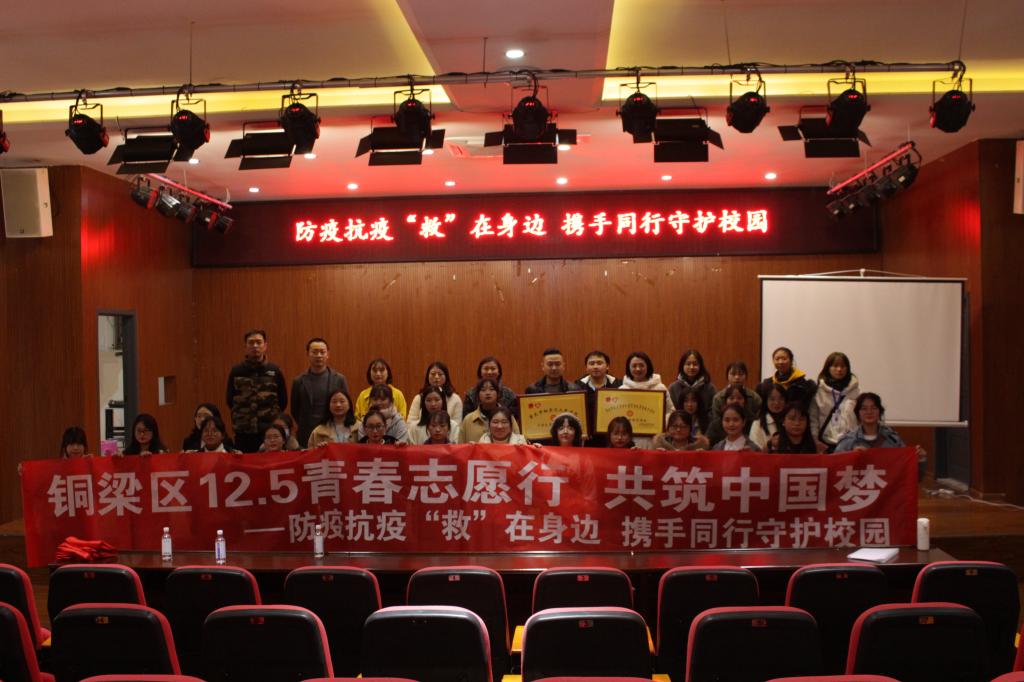 防疫抗疫“救”在身边 携手同行守护校园
铜梁区12.5青春志愿行 共筑中国梦
—防疫抗疫“救”在身边 携手同行守护校园